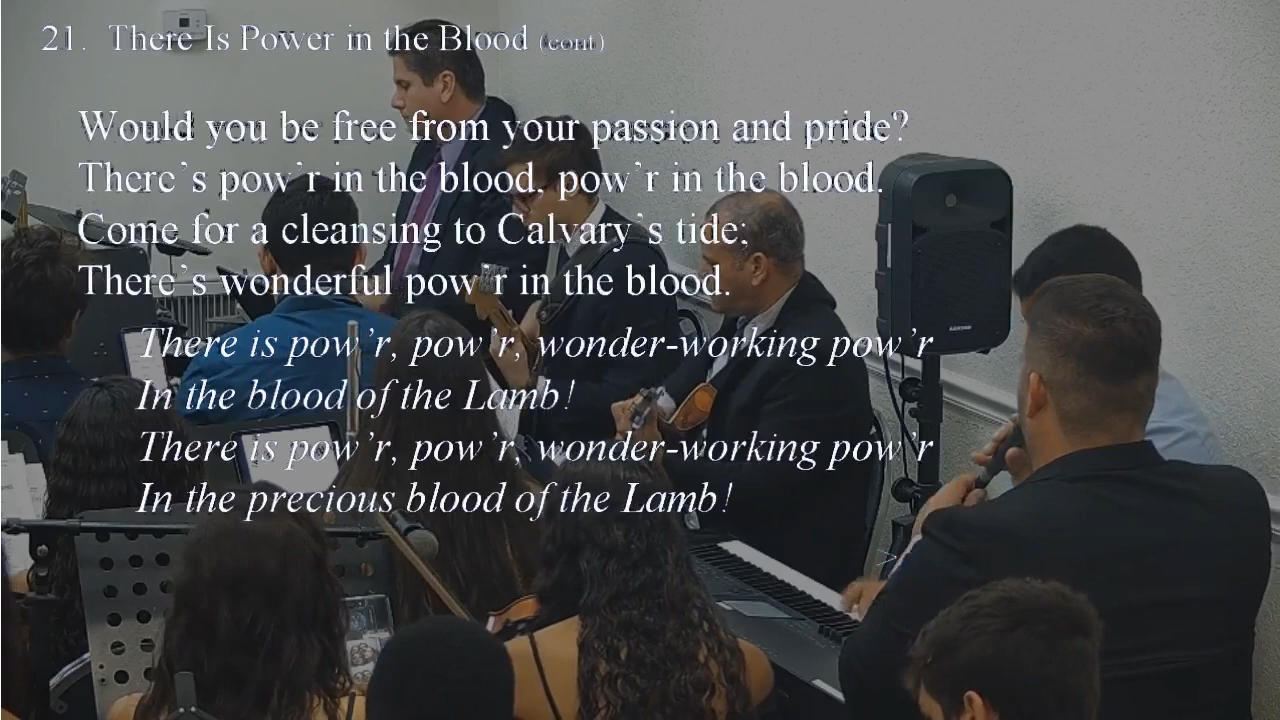 21. There Is Power in the Blood (cont)
Would you be free from your passion and pride?
There's pow'r in the blood, pow'r in the blood.
Come for a cleansing to Calvary's tide;
There's wonderful pow'r in the blood.
There is pow'r, pow'r, wonder-working pow'r
In the blood of the Lamb!
There is pow'r, pow'r, wonder-working pow'r
In the precious blood of the Lamb!
SAMSON